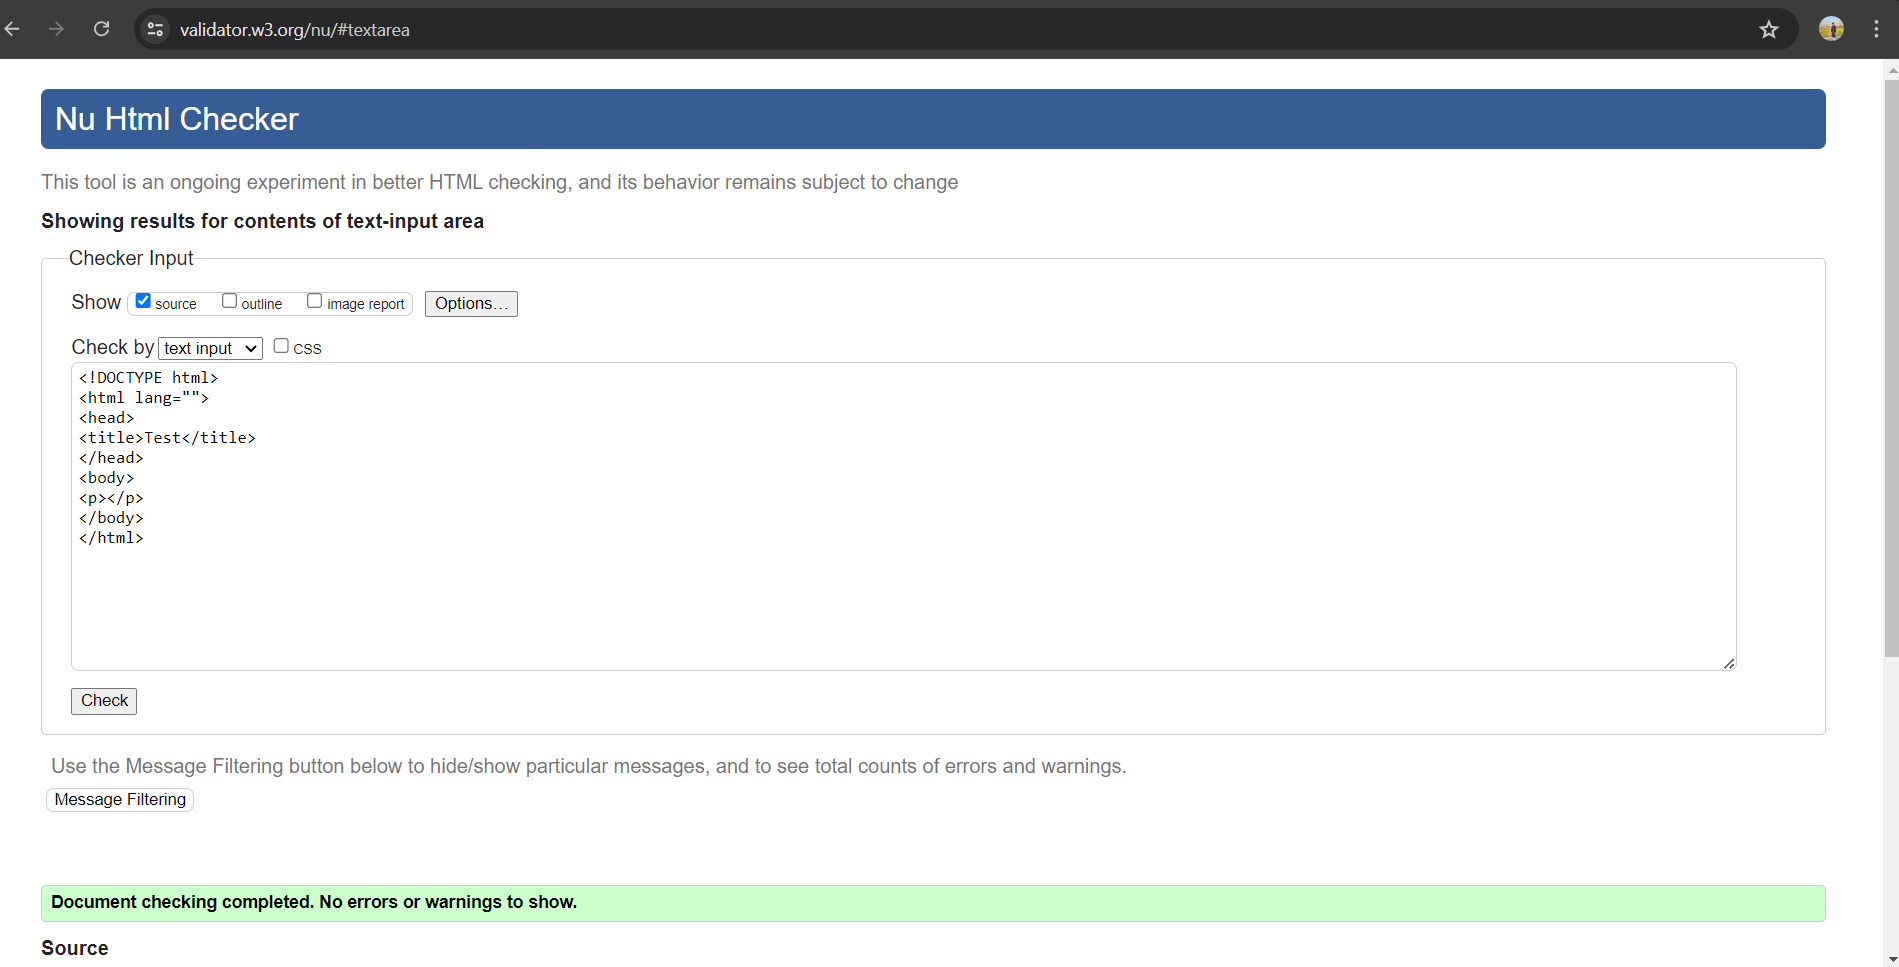 validator.w3.org/nu/#textarea
Nu Html Checker
This tool is an ongoing experiment in better HTML checking, and its behavior remains subject to change
Showing results for contents of text-input area
Checker Input
Show source outline image report Options...
Check by text input CSS
<!DOCTYPE html>
<html lang="">
<head>
<title>Test</title>
</head>
<body>
<p></p>
</body>
</html>
Check
Use the Message Filtering button below to hide/show particular messages, and to see total counts of errors and warnings.
Message Filtering
Document checking completed. No errors or warnings to show.
Source